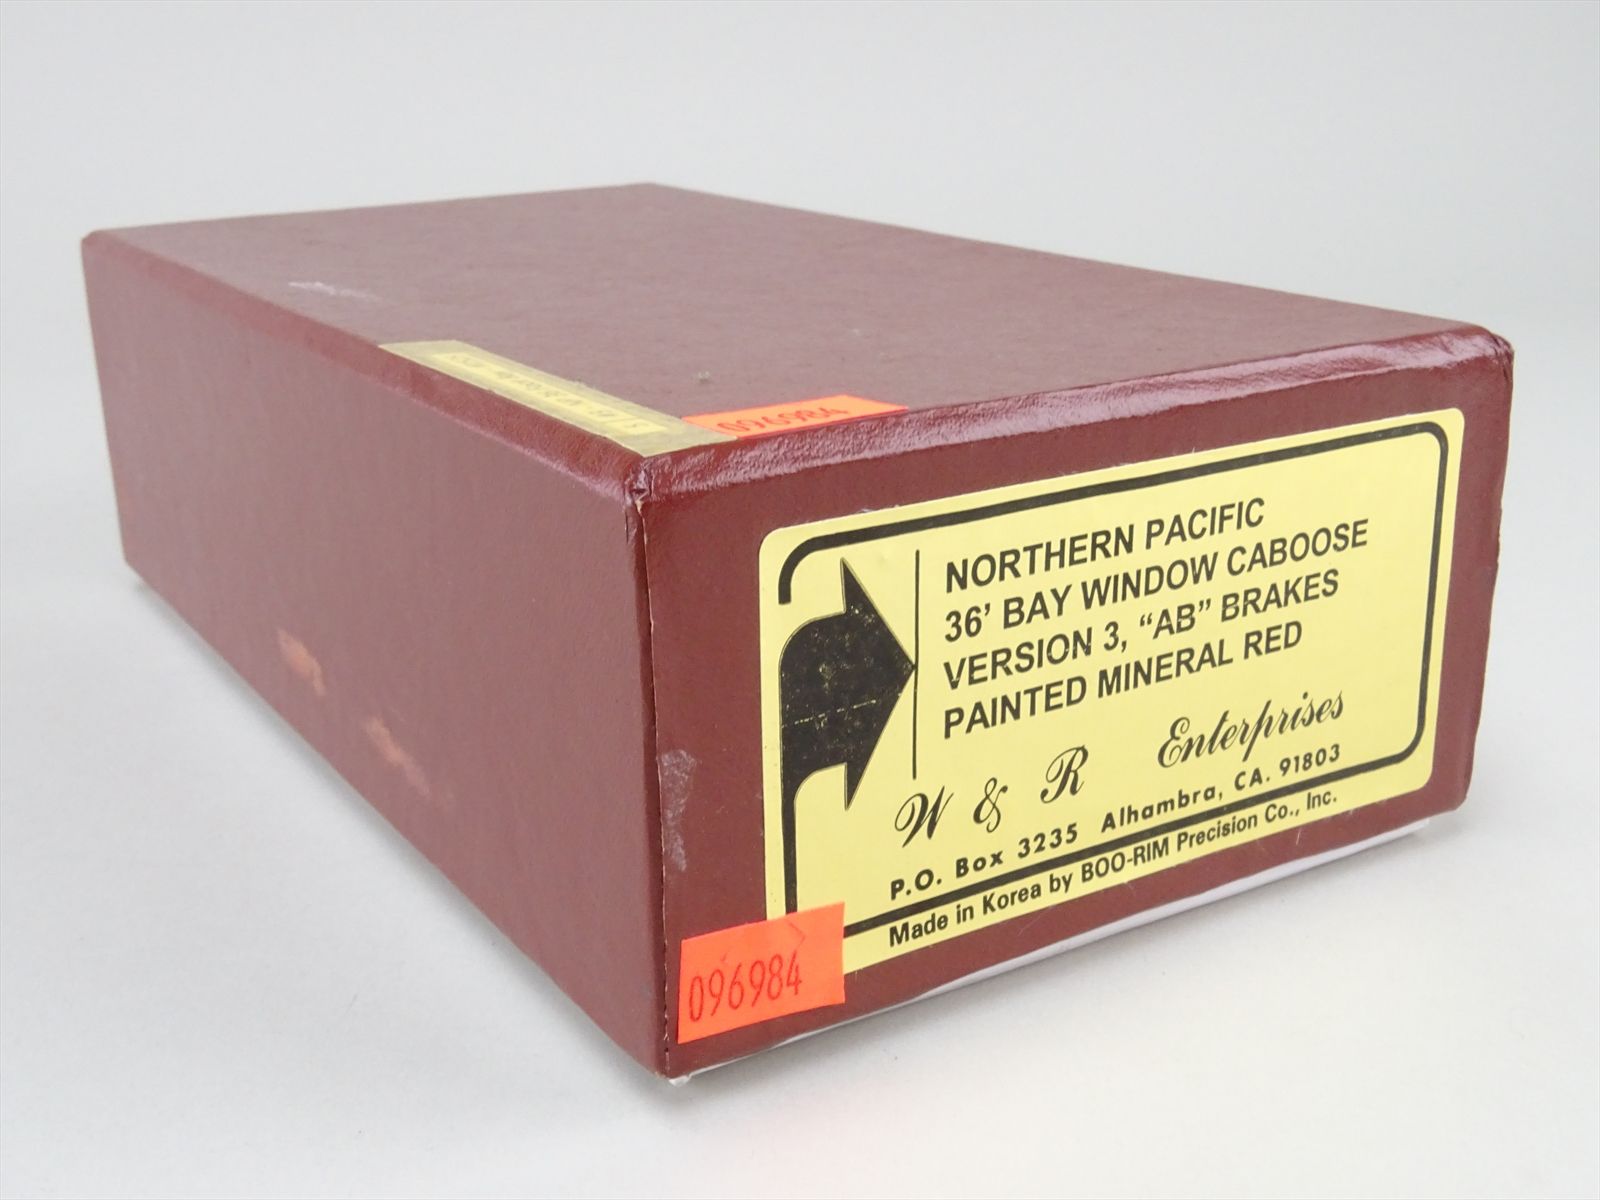 096984
NORTHERN PACIFIC
36' BAY WINDOW CABOOSE
VERSION 3, “AB” BRAKES
PAINTED MINERAL RED
W & R Enterprises
P.O. Box 3235 Alhambra, CA. 91803
Made in Korea by BOO-RIM Precision Co., Inc.
096984